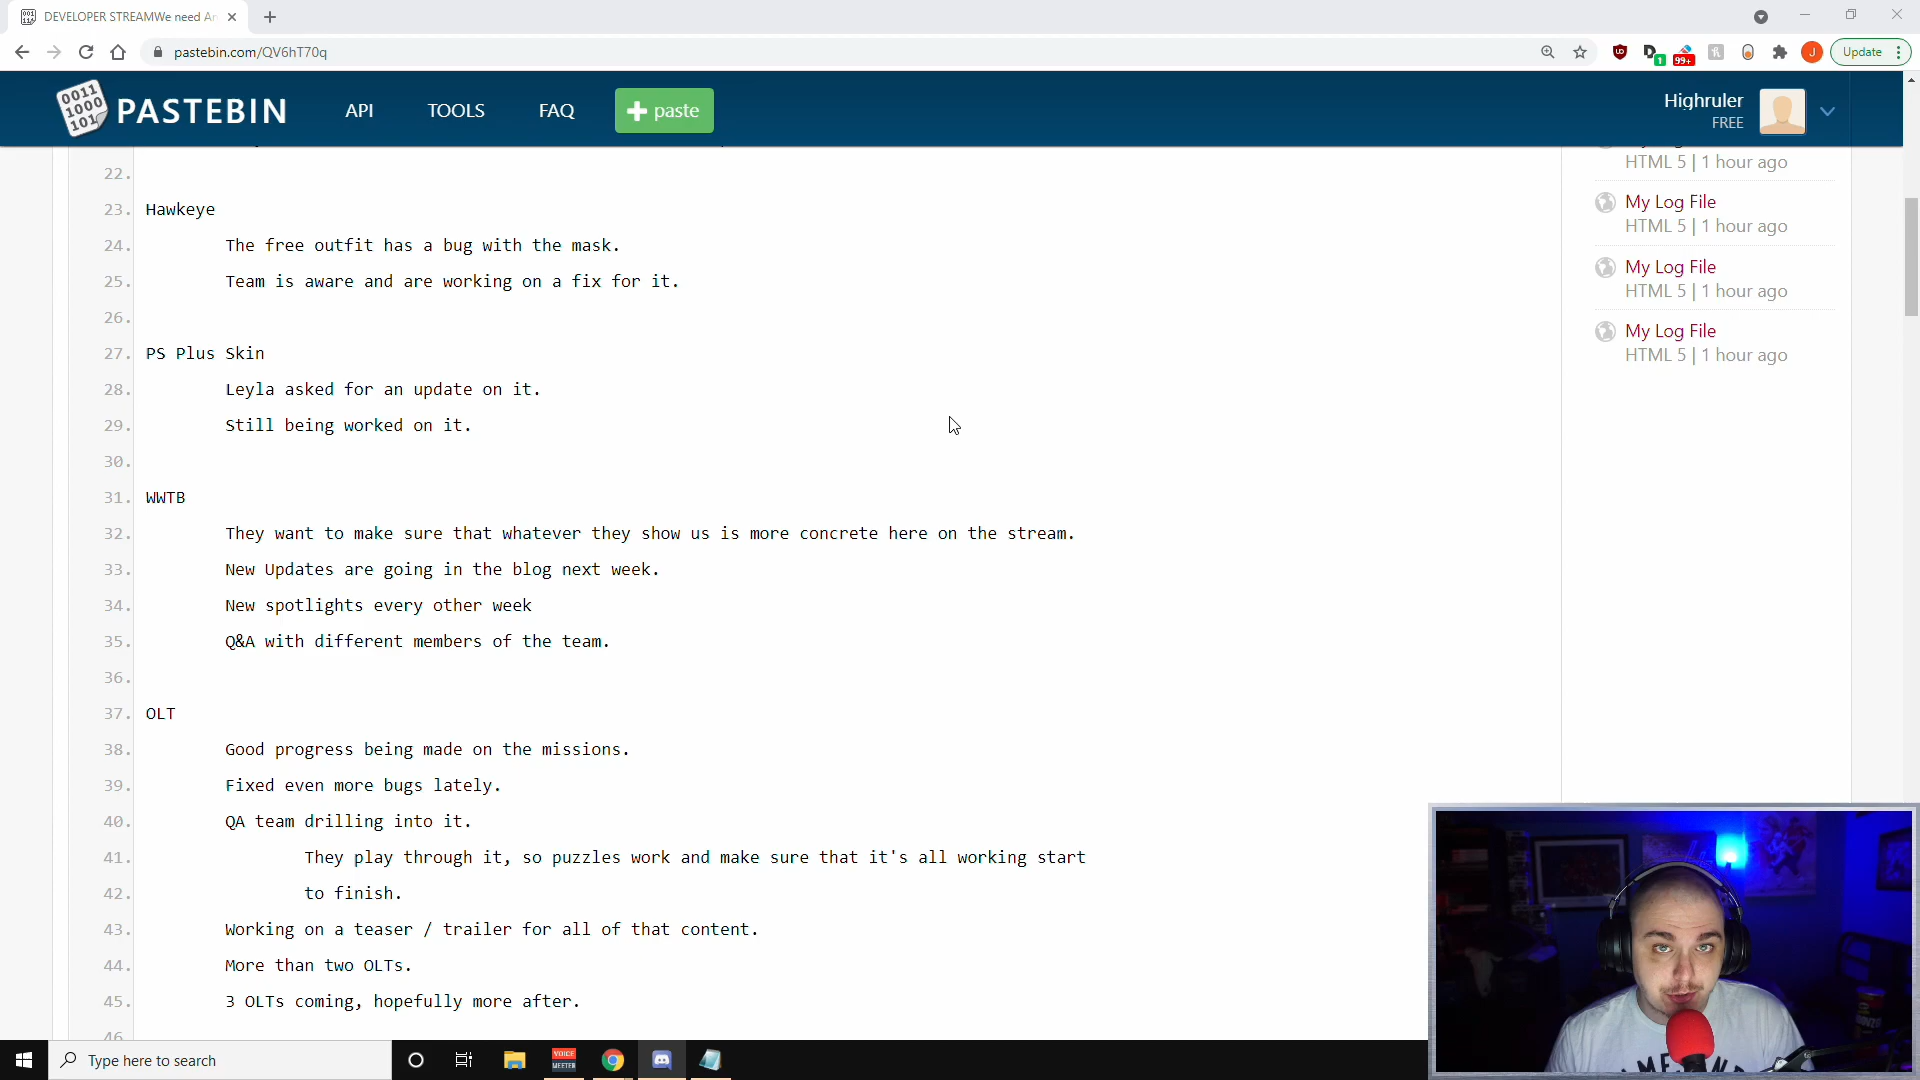 DEVELOPER STREAMWe need An
pastebin.com/QV6hT70q
1
99+
J
Update
0011
1000
101
PASTEBIN
API
TOOLS
FAQ
paste
Highruler
FREE
22.
23. Hawkeye
24. The free outfit has a bug with the mask.
25. Team is aware and are working on a fix for it.
26.
27. PS Plus Skin
28. Leyla asked for an update on it.
29. Still being worked on it.
30.
31. WWTB
32. They want to make sure that whatever they show us is more concrete here on the stream.
33. New Updates are going in the blog next week.
34. New spotlights every other week
35. Q&A with different members of the team.
36.
37. OLT
38. Good progress being made on the missions.
39. Fixed even more bugs lately.
40. QA team drilling into it.
41. They play through it, so puzzles work and make sure that it's all working start
42. to finish.
43. Working on a teaser / trailer for all of that content.
44. More than two OLTs.
45. 3 OLTs coming, hopefully more after.
46.
HTML 5 | 1 hour ago
My Log File
HTML 5 | 1 hour ago
My Log File
HTML 5 | 1 hour ago
My Log File
HTML 5 | 1 hour ago
Type here to search
VOICE
MEETER